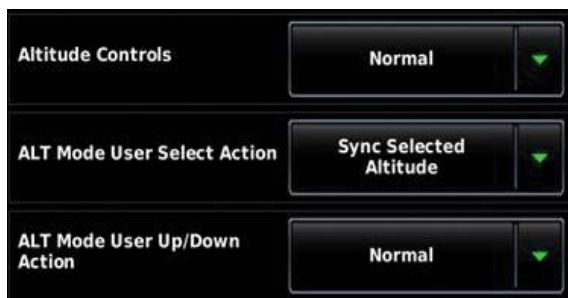 Altitude Controls
Normal
ALT Mode User Select Action
Sync Selected
Altitude
ALT Mode User Up/Down
Action
Normal